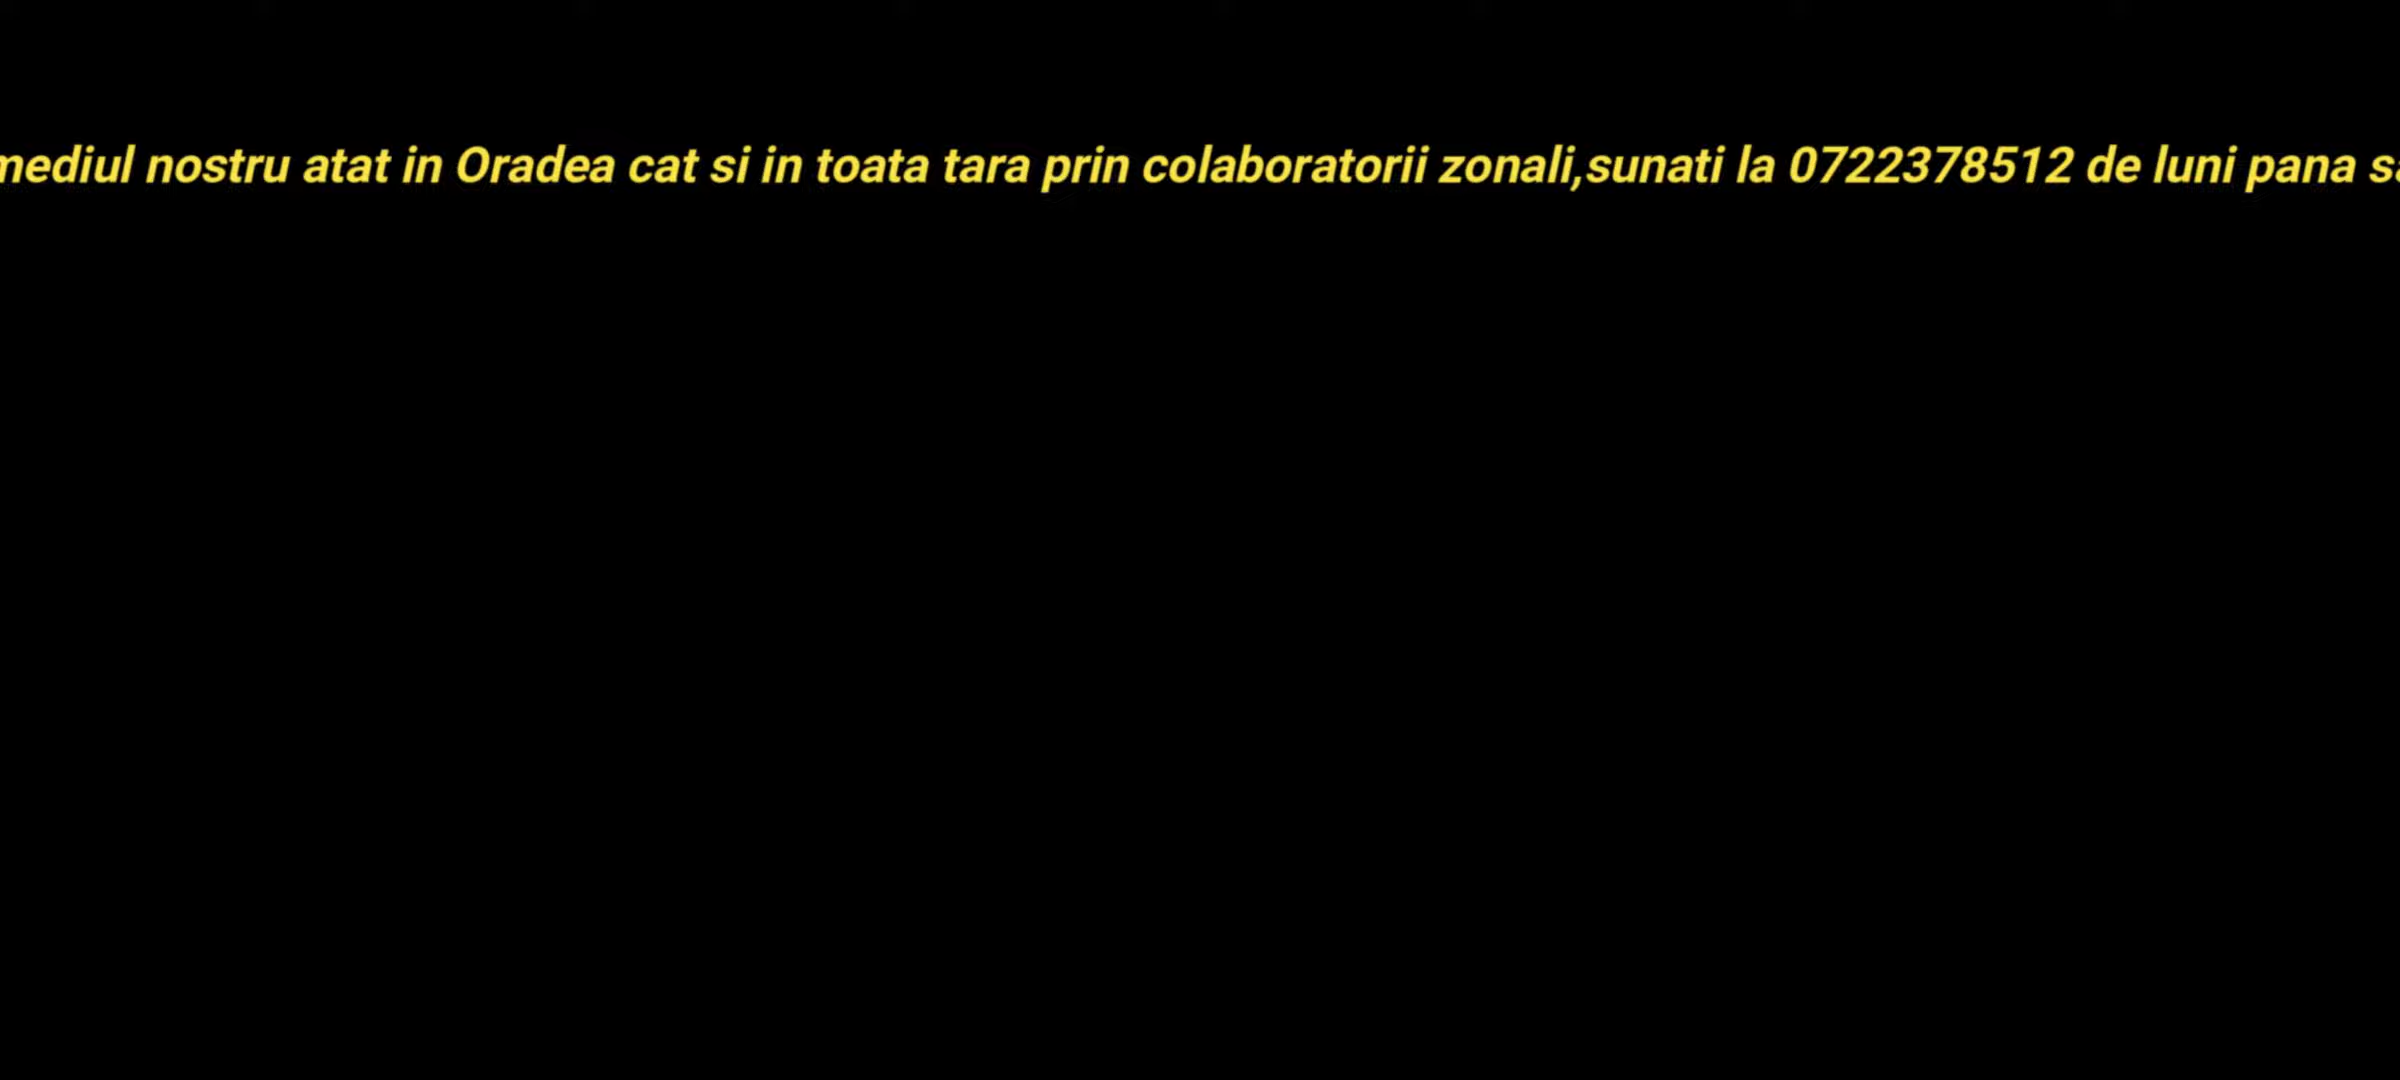 mediul nostru atat in Oradea cat si in toata tara prin colaboratorii zonali,sunati la 0722378512 de luni pana